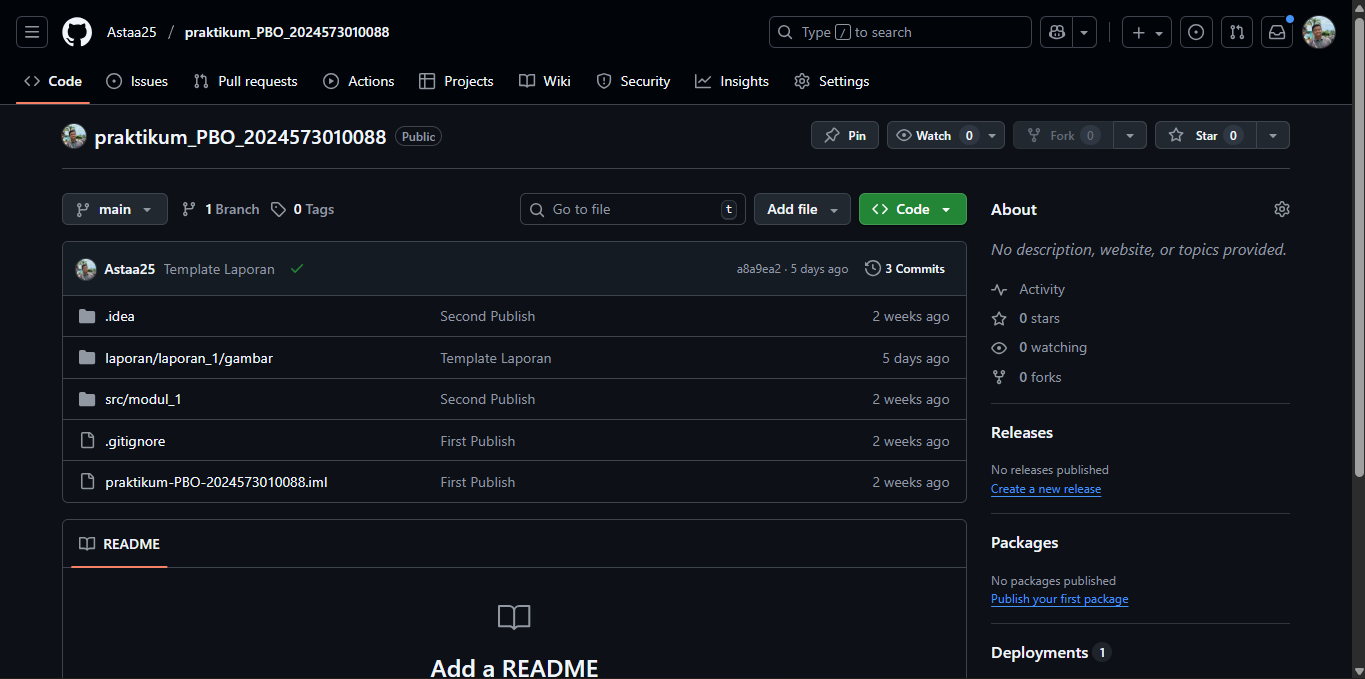 Astaa25 / praktikum_PBO_2024573010088 Type / to search
Code Issues Pull requests Actions Projects Wiki Security Insights Settings
praktikum_PBO_2024573010088 Public Pin Watch 0 Fork 0 Star 0
main 1 Branch 0 Tags Go to file t Add file Code
Astaa25 Template Laporan a8a9ea2 · 5 days ago 3 Commits
.idea Second Publish 2 weeks ago
laporan/laporan_1/gambar Template Laporan 5 days ago
src/modul_1 Second Publish 2 weeks ago
.gitignore First Publish 2 weeks ago
praktikum-PBO-2024573010088.iml First Publish 2 weeks ago
README
Add a README
About
No description, website, or topics provided.
Activity
0 stars
0 watching
0 forks
Releases
No releases published
Create a new release
Packages
No packages published
Publish your first package
Deployments 1